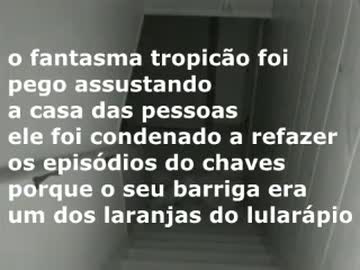 o fantasma tropicão foi
pego assustando
a casa das pessoas
ele foi condenado a refazer
os episódios do chaves
porque o seu barriga era
um dos laranjas do lularápio